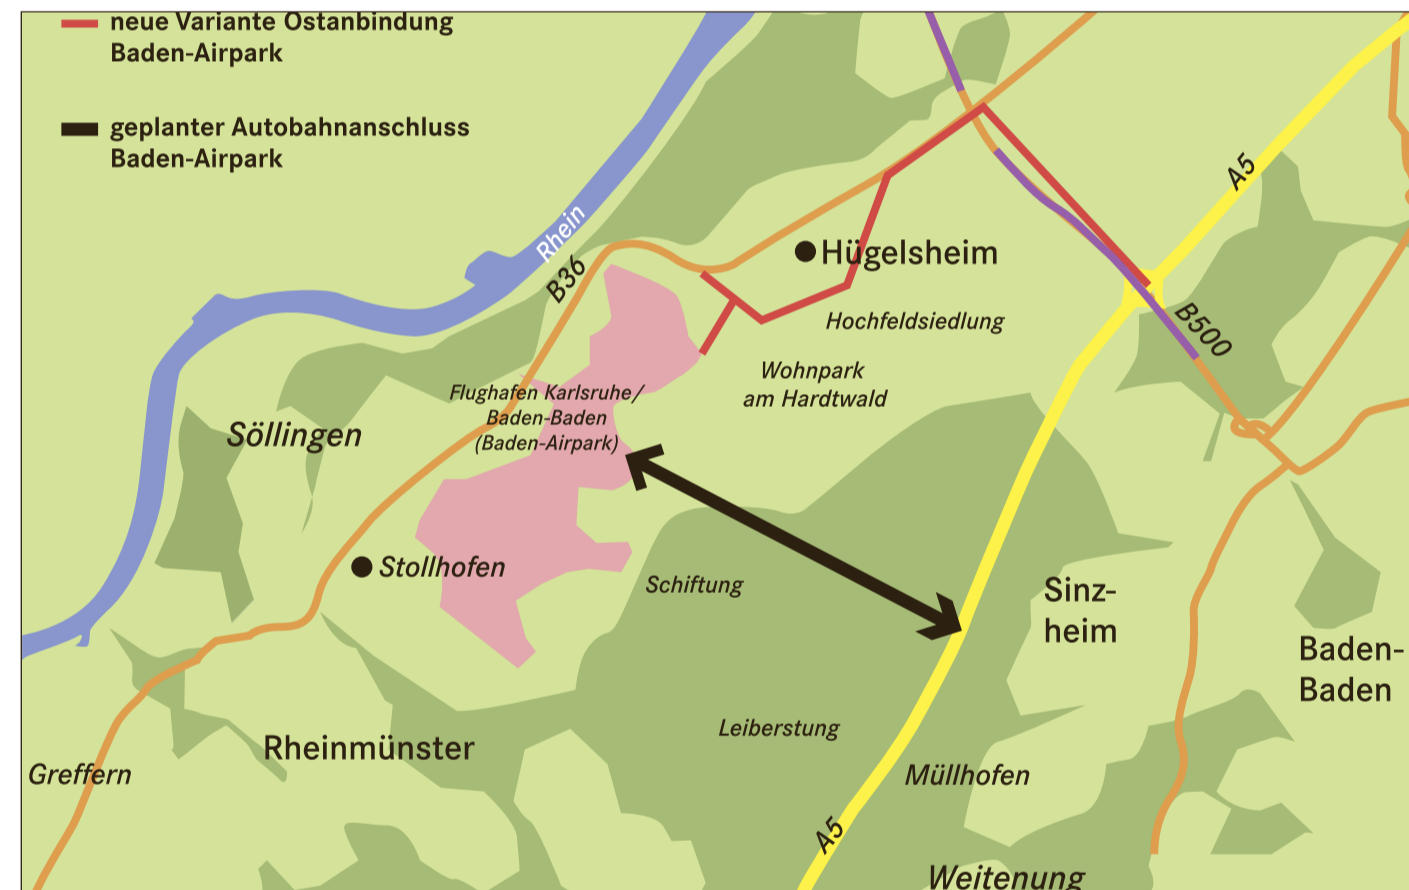 neue Variante Ostanbindung
Baden-Airpark
geplanter Autobahnanschluss
Baden-Airpark
A5
Rhein
B36
Hügelsheim
Hochfeldsiedlung
B500
Wohnpark
am Hardtwald
Flughafen Karlsruhe/
Baden-Baden
(Baden-Airpark)
Söllingen
Stollhofen
Schiftung
Sinz-
heim
Baden-
Baden
Leiberstung
Rheinmünster
Greffern
Müllhofen
A5
Weitenung